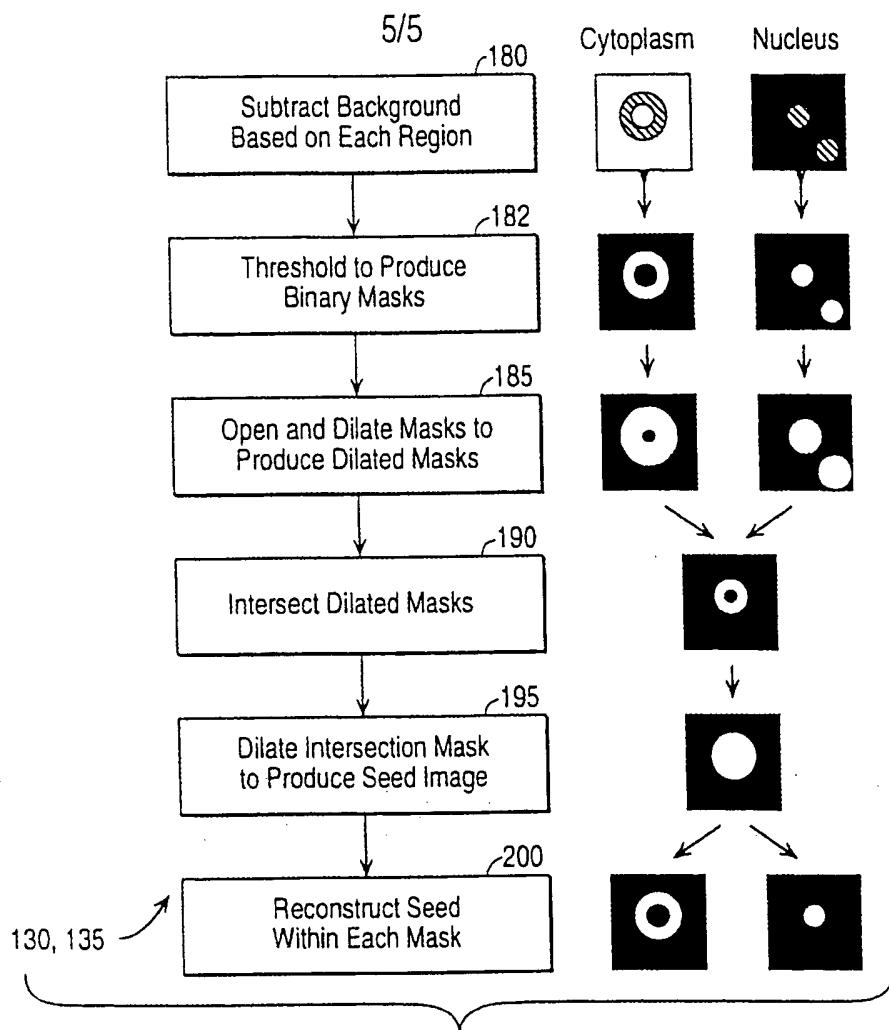 5/5
Cytoplasm
Nucleus
180
Subtract Background
Based on Each Region
182
Threshold to Produce
Binary Masks
185
Open and Dilate Masks to
Produce Dilated Masks
190
Intersect Dilated Masks
195
Dilate Intersection Mask
to Produce Seed Image
200
Reconstruct Seed
Within Each Mask
130, 135